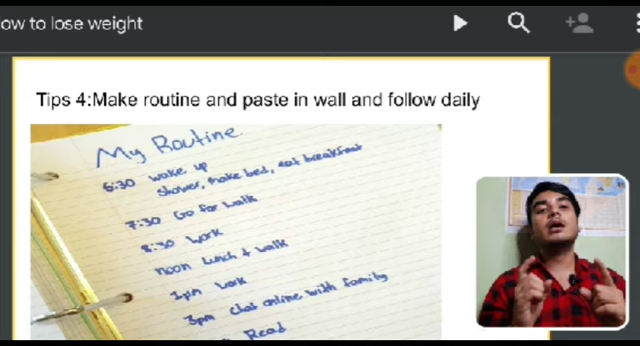 ow to lose weight
Tips 4:Make routine and paste in wall and follow daily
My Routine
6:30 wake up
shower, make bed, eat breakfast
7:30 Go for walk
8:30 work
noon lunch + walk
1pm work
3pm chat online with family
Read